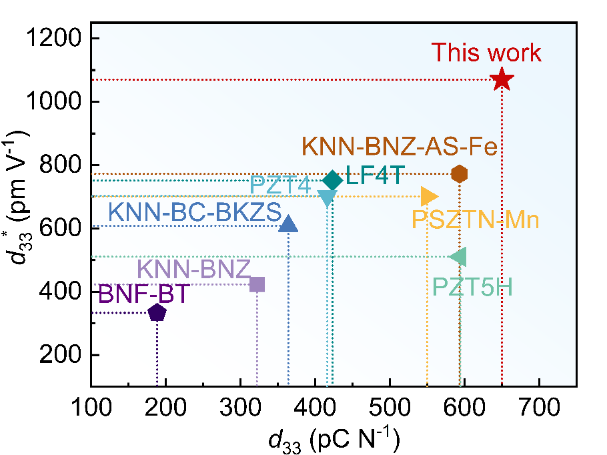 1200
This work
1000
KNN-BNZ-AS-Fe
800
PZT4
LF4T
KNN-BC-BKZS
PSZTN-Mn
600
KNN-BNZ
PZT5H
400
BNF-BT
200
d33* (pm V-1)
100 200 300 400 500 600 700
d33 (pC N-1)